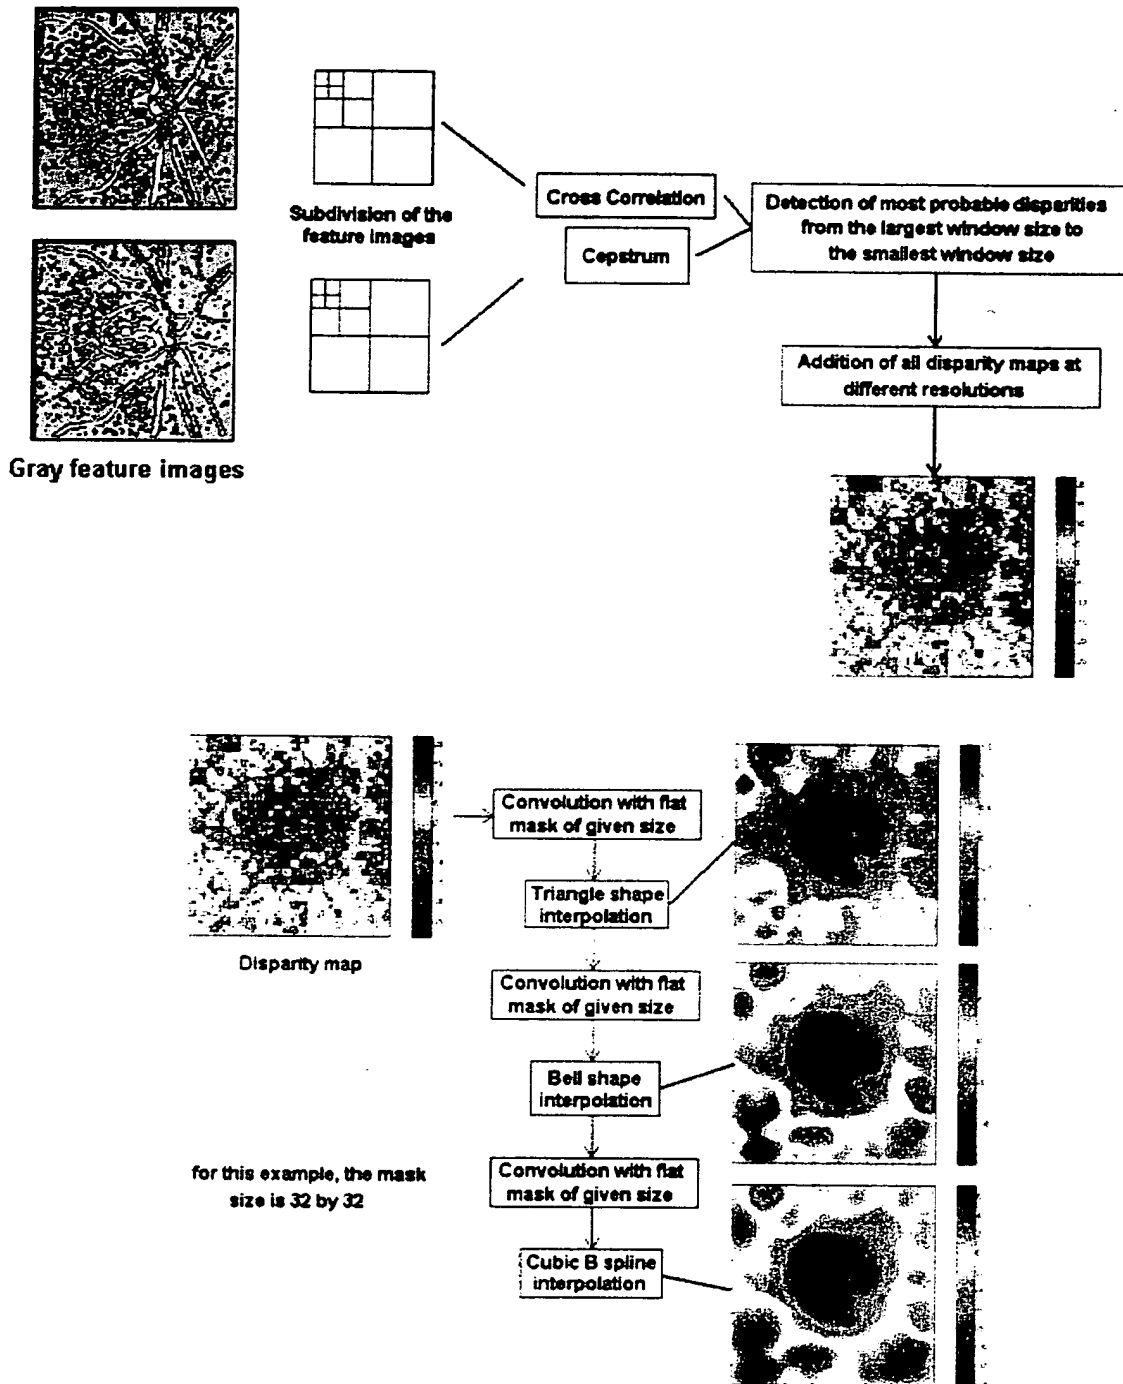 Subdivision of the
feature images
Cross Correlation
Cepstrum
Detection of most probable disparities
from the largest window size to
the smallest window size
Addition of all disparity maps at
different resolutions
Gray feature images
Convolution with flat
mask of given size
Triangle shape
interpolation
Disparity map
Convolution with flat
mask of given size
Bell shape
interpolation
for this example, the mask
size is 32 by 32
Convolution with flat
mask of given size
Cubic B spline
interpolation